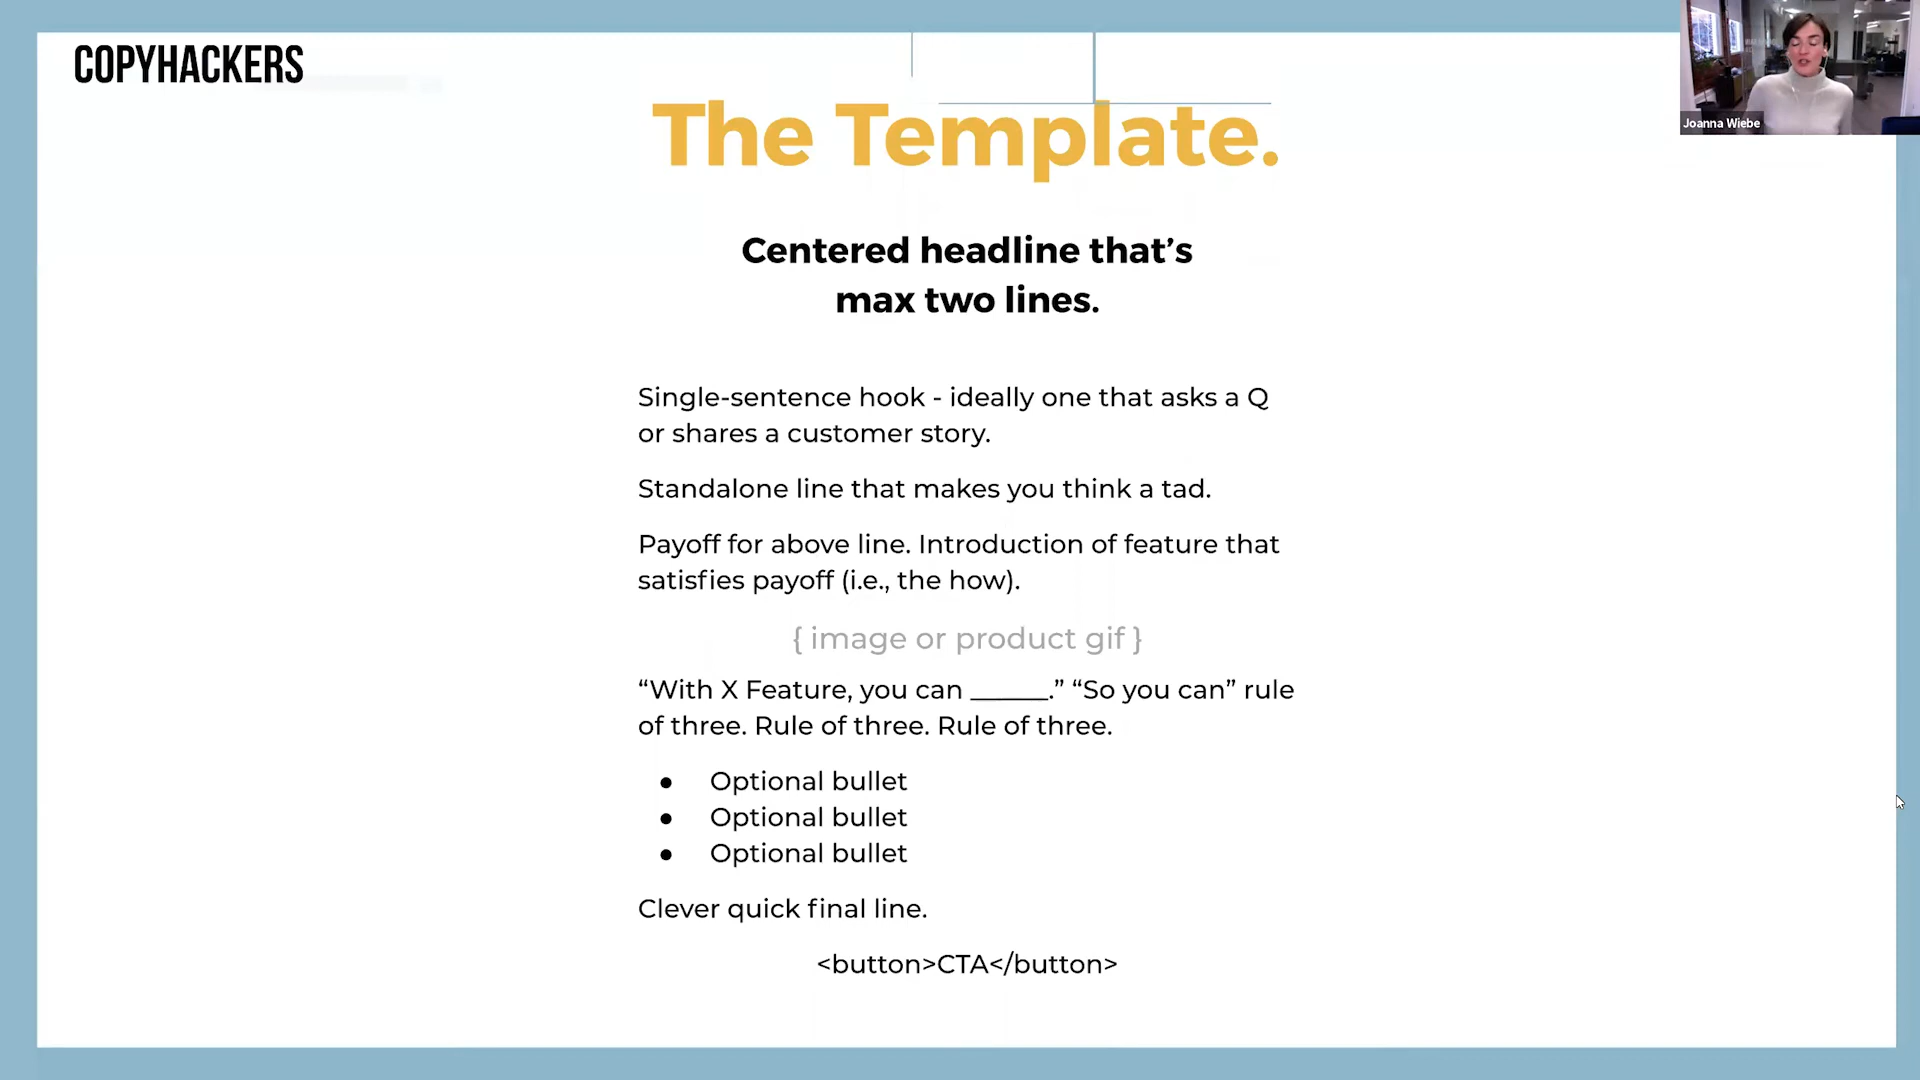 COPYHACKERS
Joanna Wiebe
The Template.
Centered headline that’s
max two lines.
Single-sentence hook - ideally one that asks a Q
or shares a customer story.
Standalone line that makes you think a tad.
Payoff for above line. Introduction of feature that
satisfies payoff (i.e., the how).
{ image or product gif }
“With X Feature, you can ______.” “So you can” rule
of three. Rule of three. Rule of three.
● Optional bullet
● Optional bullet
● Optional bullet
Clever quick final line.
<button>CTA</button>